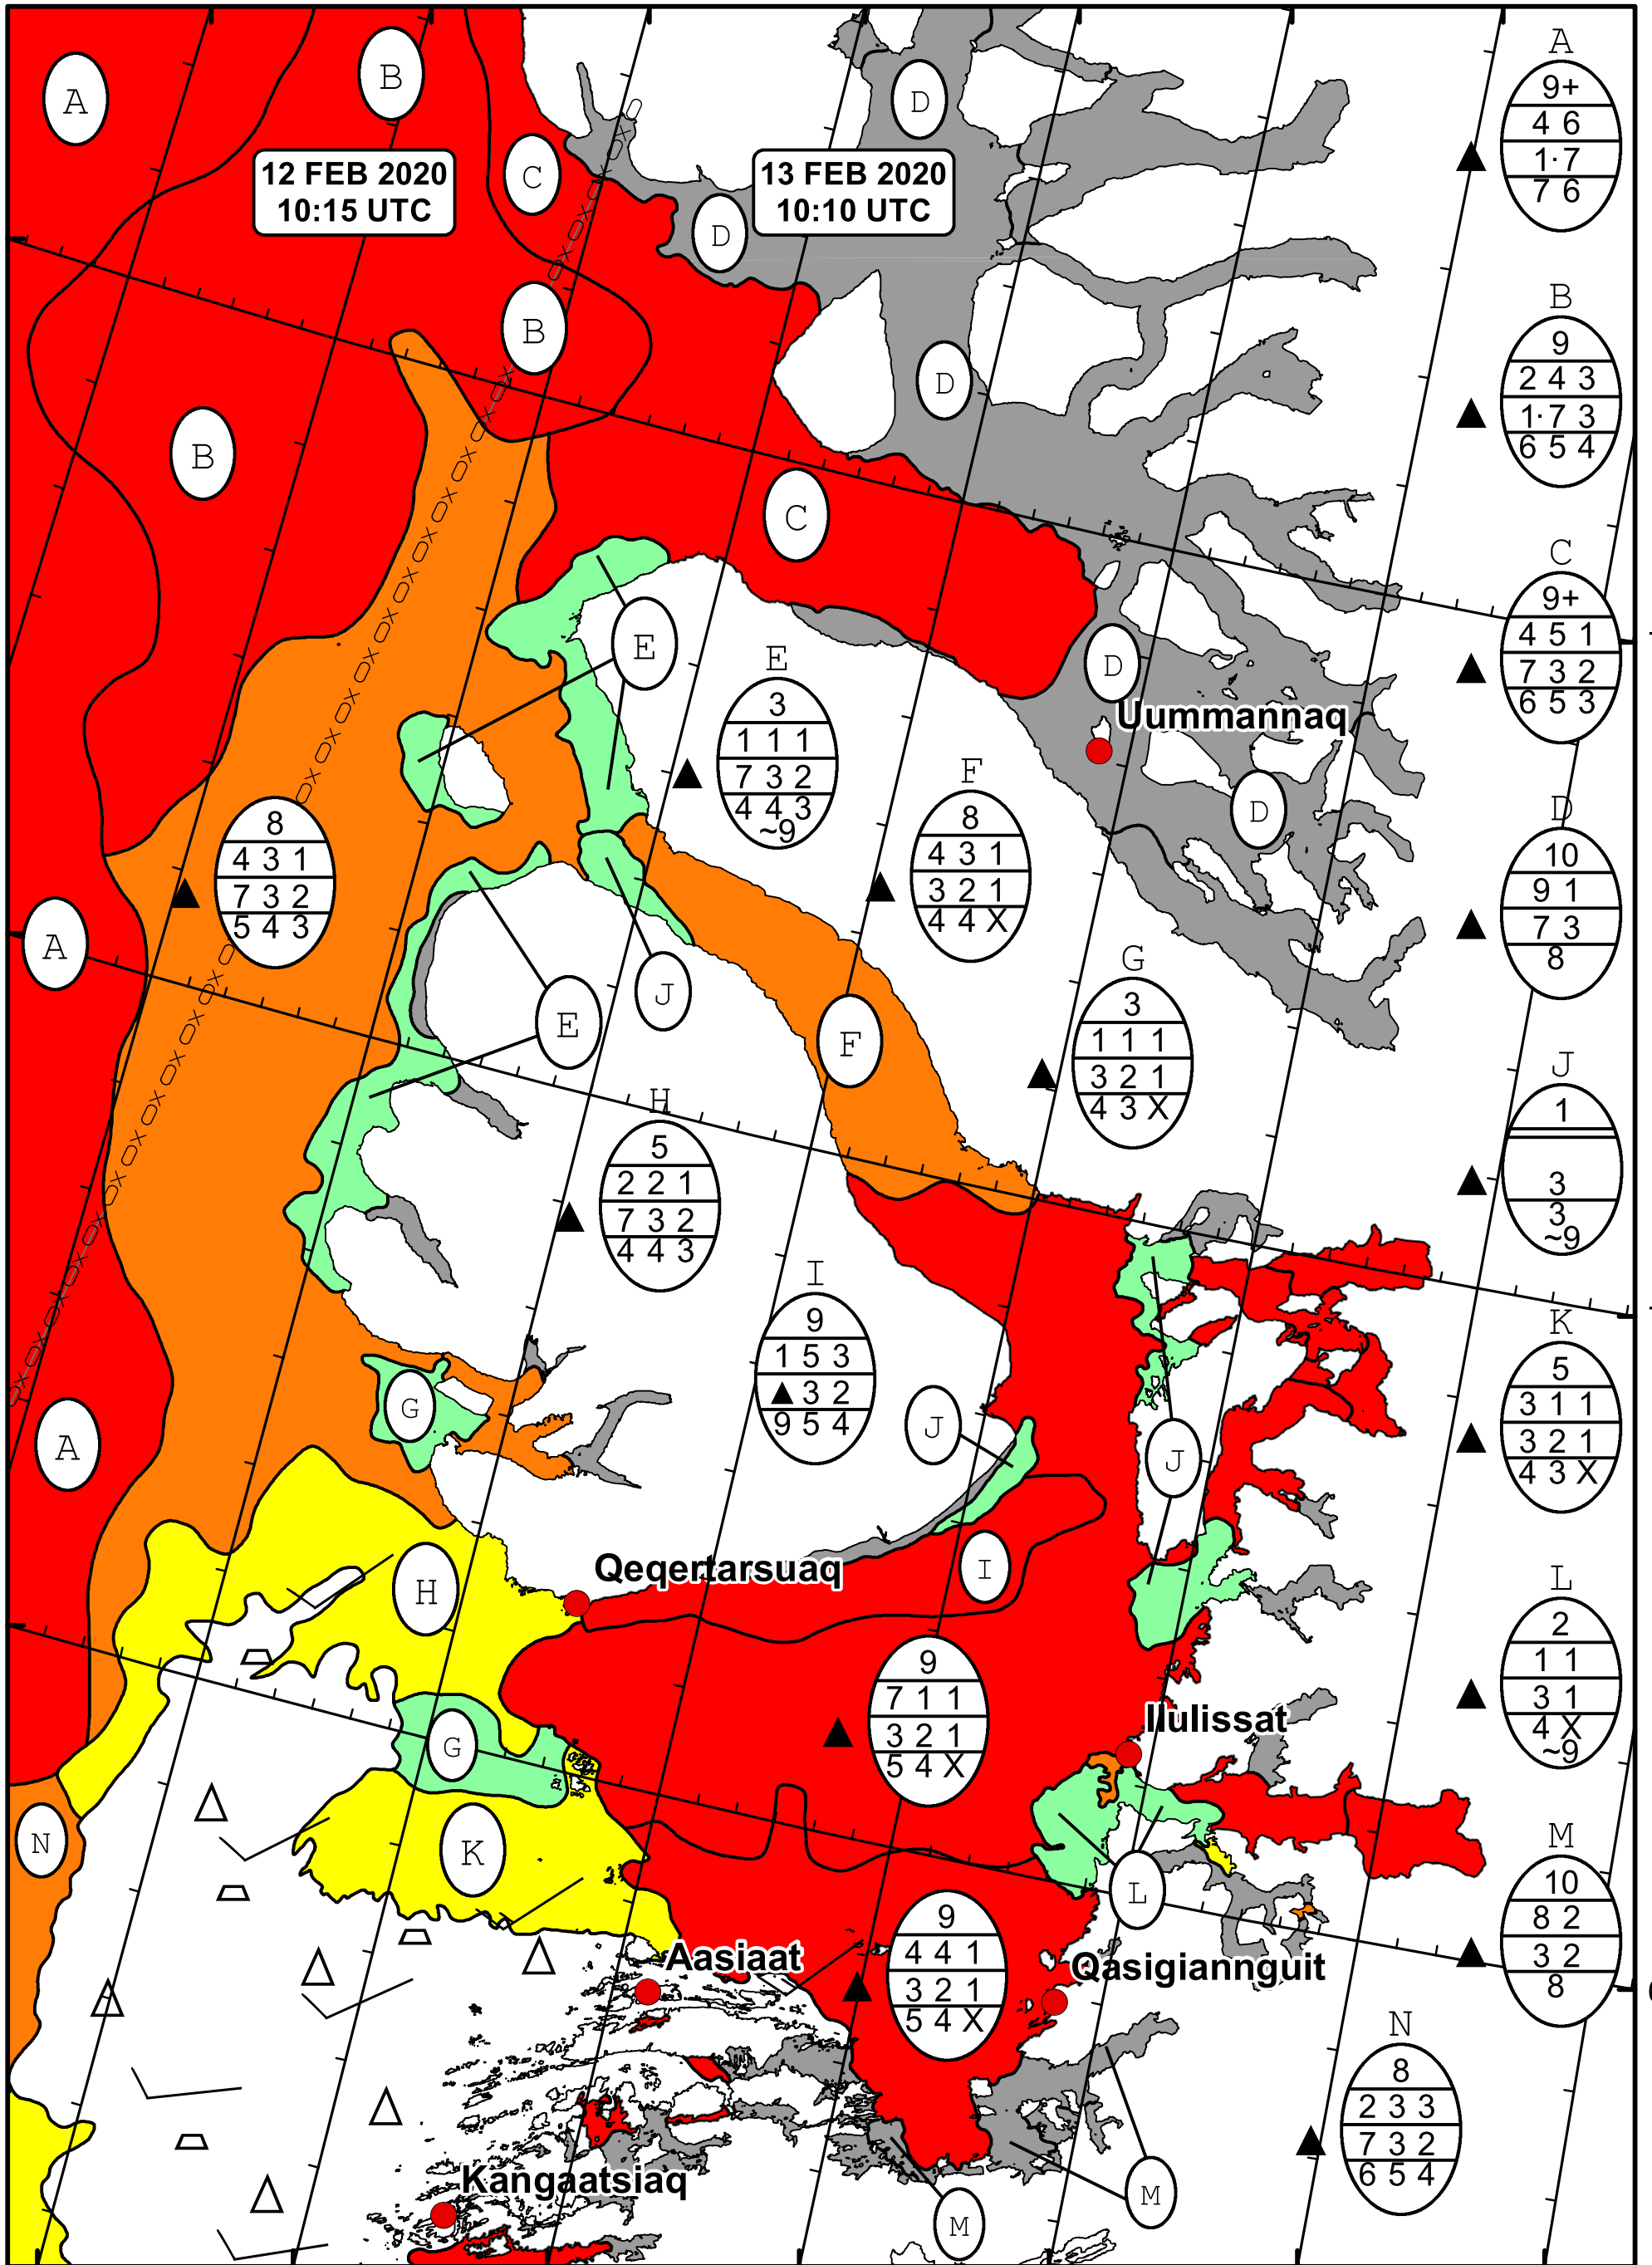 A
B
A
9+
4 6
1·7
7 6
D
12 FEB 2020
10:15 UTC
C
13 FEB 2020
10:10 UTC
D
B
9
2 4 3
1·7 3
6 5 4
B
D
B
C
C
9+
4 5 1
7 3 2
6 5 3
E
D
Uummannaq
E
3
1 1 1
7 3 2
4 4 3
~9
F
8
4 3 1
3 2 1
4 4 X
D
D
10
9 1
7 3
8
8
4 3 1
7 3 2
5 4 3
A
J
E
F
G
3
1 1 1
3 2 1
4 3 X
J
1
3
3
~9
H
5
2 2 1
7 3 2
4 4 3
I
9
1 5 3
▲ 3 2
9 5 4
K
5
3 1 1
3 2 1
4 3 X
G
J
A
J
Qeqertarsuaq
H
I
L
2
1 1
3 1
4 X
~9
9
7 1 1
3 2 1
5 4 X
Ilulissat
G
N
K
L
M
10
8 2
3 2
8
9
4 4 1
3 2 1
5 4 X
Aasiaat
Qasigiannguit
N
8
2 3 3
7 3 2
6 5 4
Kangaatsiaq
M
M